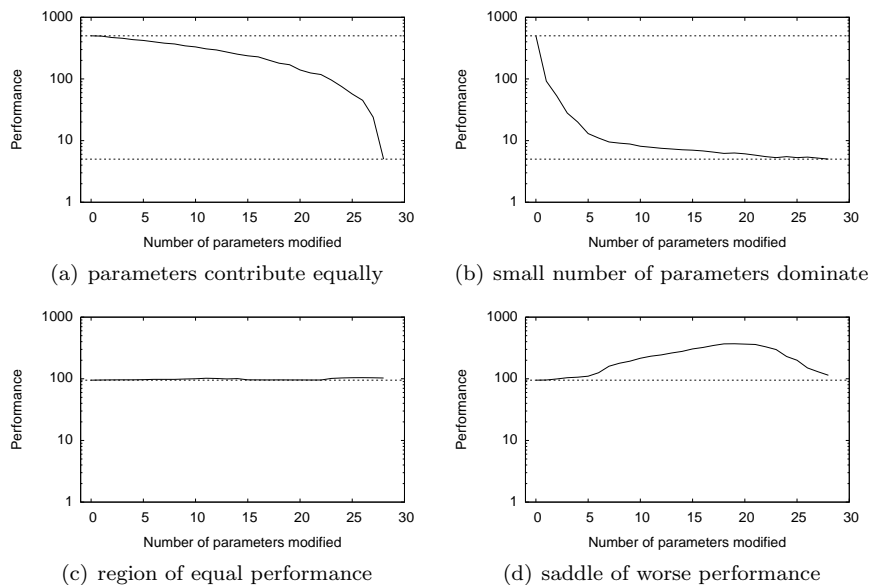 1000
100
10
1
Performance
0 5 10 15 20 25 30
Number of parameters modified
(a) parameters contribute equally
1000
100
10
1
Performance
0 5 10 15 20 25 30
Number of parameters modified
(b) small number of parameters dominate
1000
100
10
1
Performance
0 5 10 15 20 25 30
Number of parameters modified
(c) region of equal performance
1000
100
10
1
Performance
0 5 10 15 20 25 30
Number of parameters modified
(d) saddle of worse performance